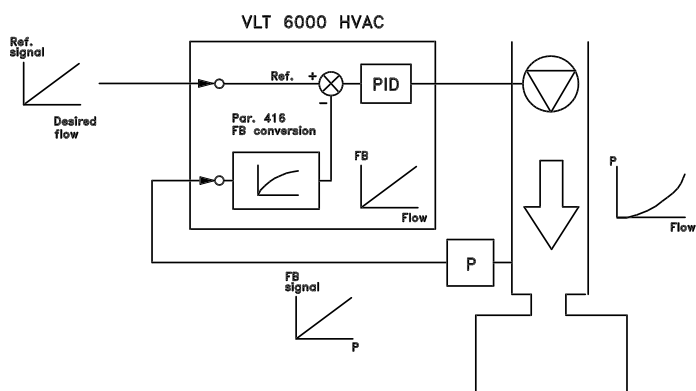 VLT 6000 HVAC
Ref.
signal
Desired
flow
Ref.
+
−
PID
Par. 416
FB conversion
FB
Flow
P
Flow
P
FB
signal
P